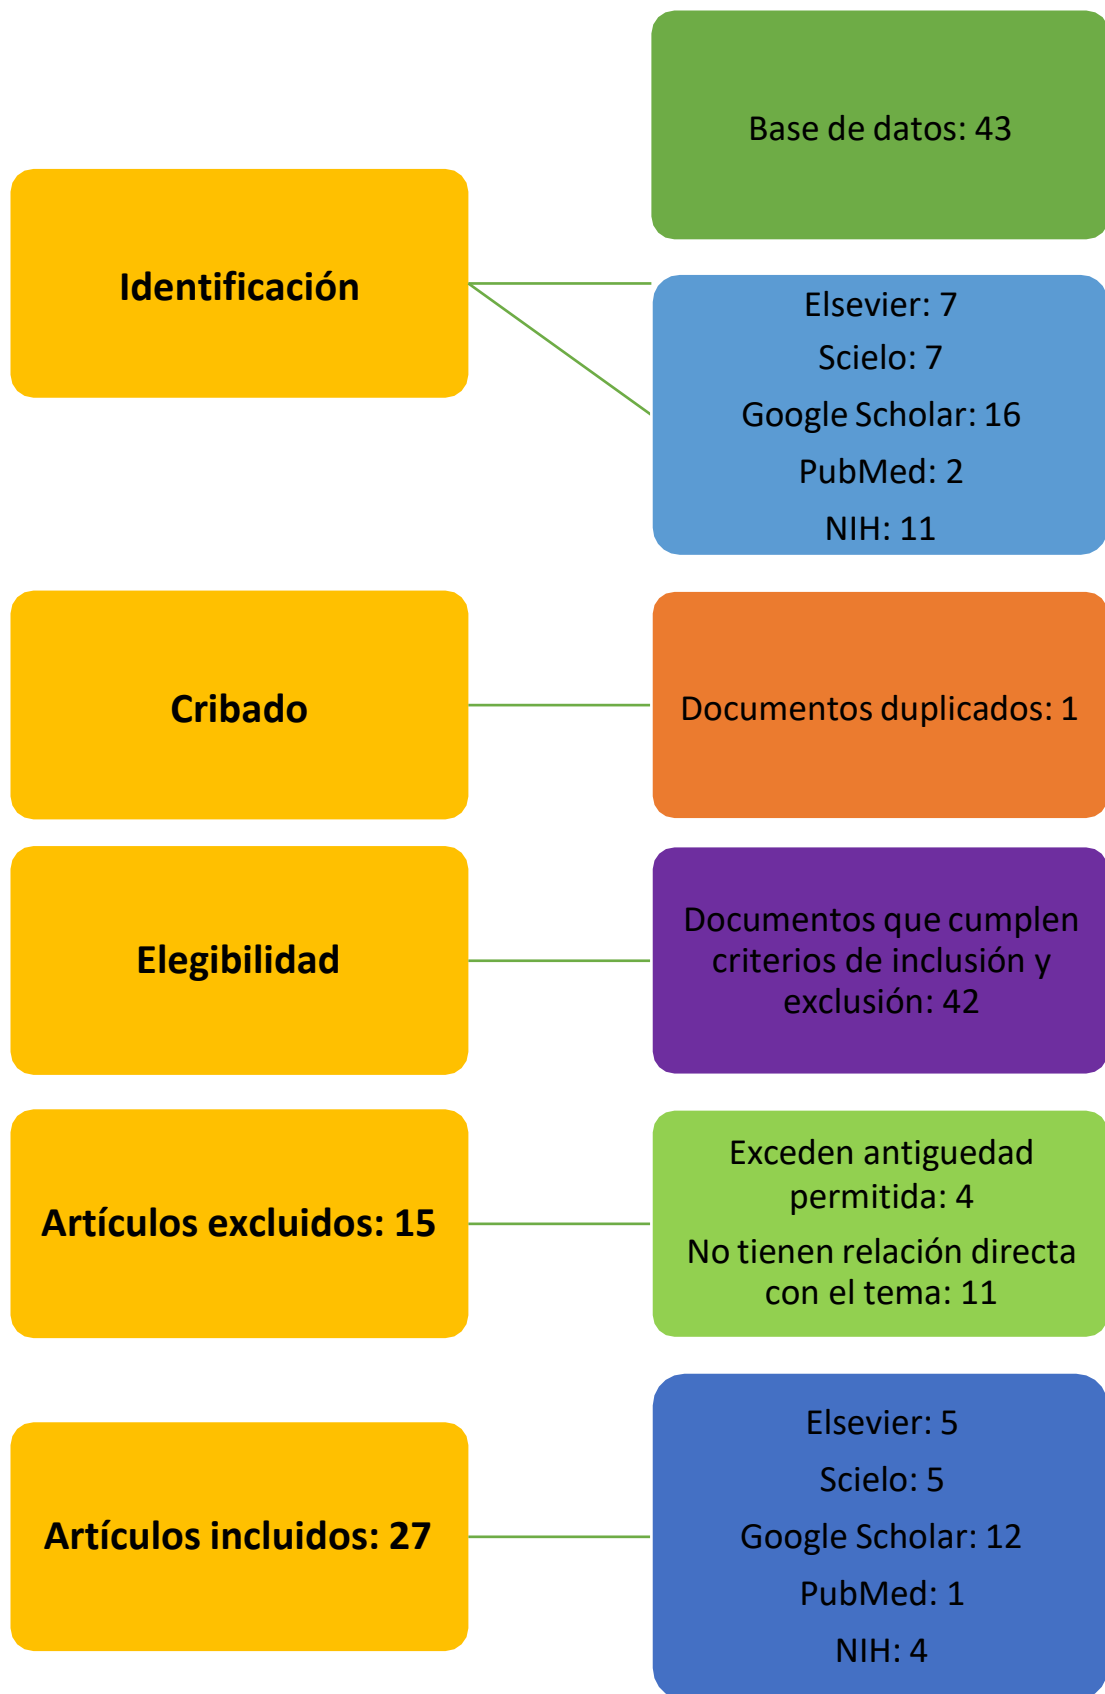 Base de datos: 43
Identificación
Elsevier: 7
Scielo: 7
Google Scholar: 16
PubMed: 2
NIH: 11
Cribado
Documentos duplicados: 1
Elegibilidad
Documentos que cumplen
criterios de inclusión y
exclusión: 42
Artículos excluidos: 15
Exceden antiguedad
permitida: 4
No tienen relación directa
con el tema: 11
Artículos incluidos: 27
Elsevier: 5
Scielo: 5
Google Scholar: 12
PubMed: 1
NIH: 4